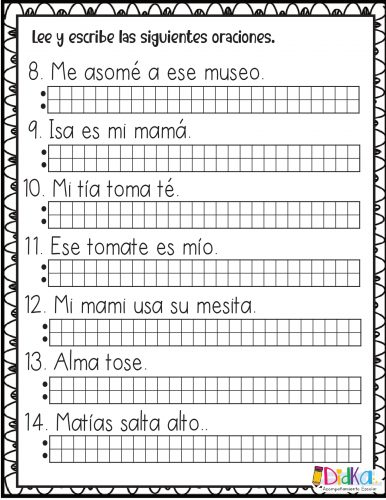 Lee y escribe las siguientes oraciones.
8. Me asomé a ese museo.
9. Isa es mi mamá.
10. Mi tía toma té.
11. Ese tomate es mío.
12. Mi mami usa su mesita.
13. Alma tose.
14. Matías salta alto..
DidKa
Acompañamiento Escolar